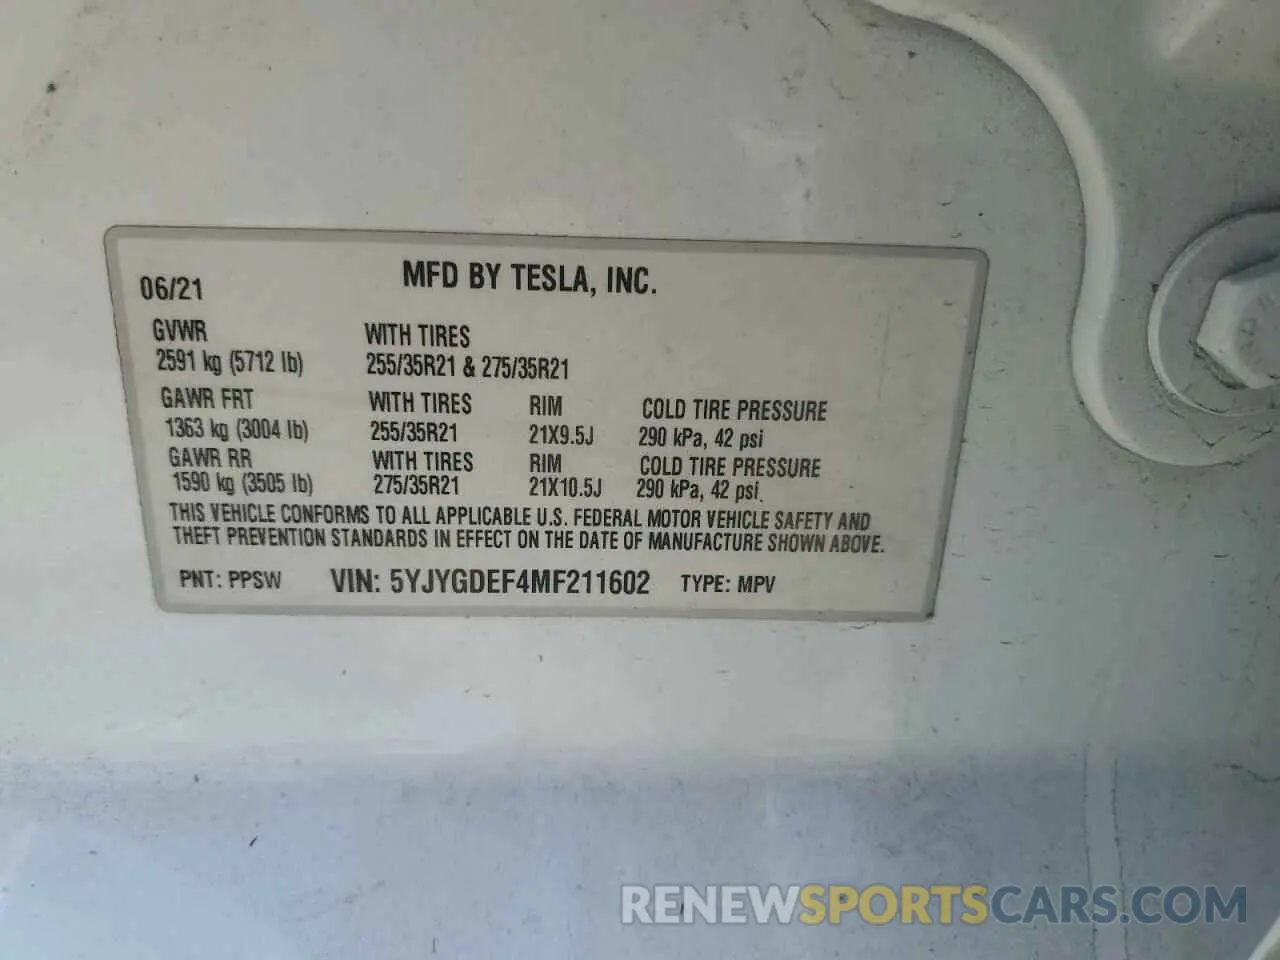 MFD BY TESLA, INC.
06/21
GVWR WITH TIRES
2591 kg (5712 lb) 255/35R21 & 275/35R21
GAWR FRT WITH TIRES RIM COLD TIRE PRESSURE
1363 kg (3004 lb) 255/35R21 21X9.5J 290 kPa, 42 psi
GAWR RR WITH TIRES RIM COLD TIRE PRESSURE
1590 kg (3505 lb) 275/35R21 21X10.5J 290 kPa, 42 psi.
THIS VEHICLE CONFORMS TO ALL APPLICABLE U.S. FEDERAL MOTOR VEHICLE SAFETY AND
THEFT PREVENTION STANDARDS IN EFFECT ON THE DATE OF MANUFACTURE SHOWN ABOVE.
PNT: PPSW VIN: 5YJYGDEF4MF211602 TYPE: MPV
RENEWSPORTSCARS.COM